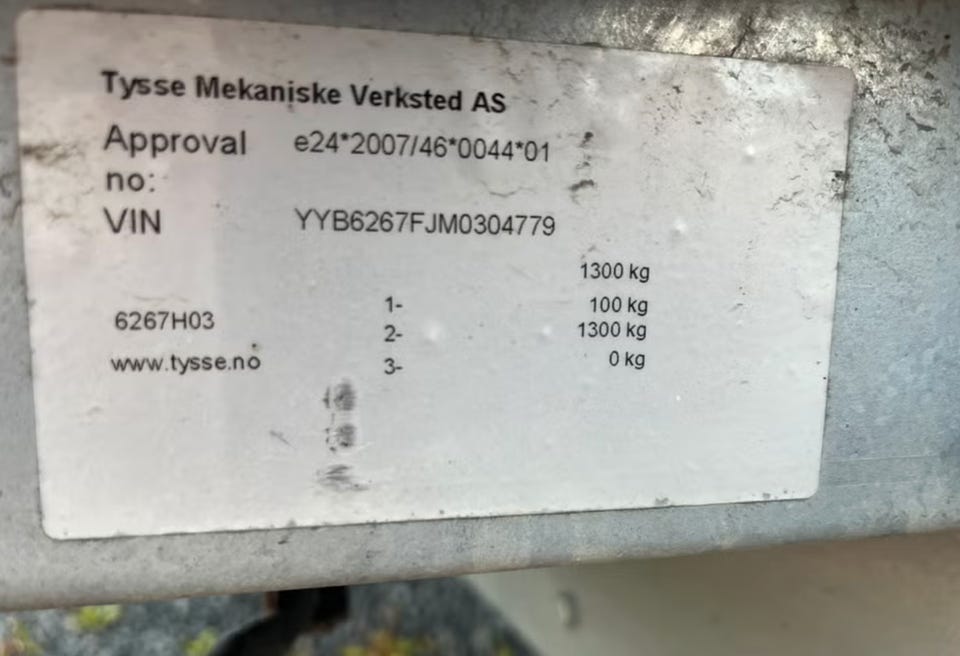 Tysse Mekaniske Verksted AS
Approval no: e24*2007/46*0044*01
VIN YYB6267FJM0304779
1300 kg
1- 100 kg
6267H03
2- 1300 kg
www.tysse.no
3- 0 kg